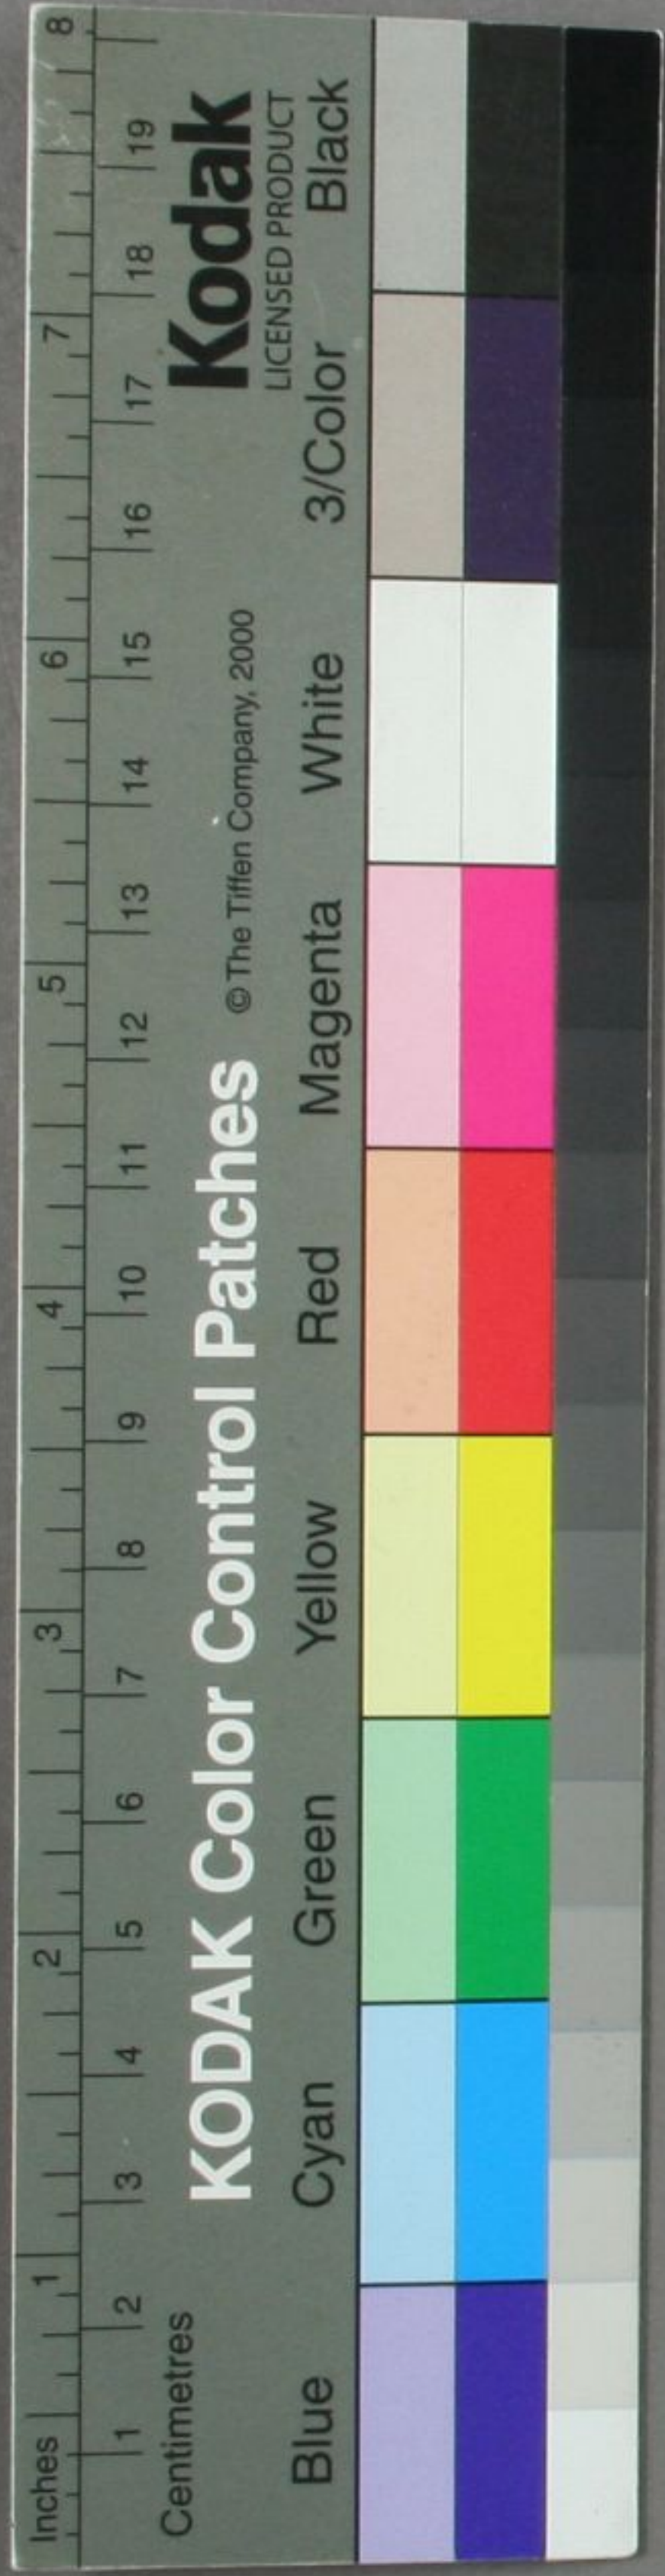 Inches 1 2 3 4 5 6 7 8
Centimetres 1 2 3 4 5 6 7 8 9 10 11 12 13 14 15 16 17 18 19
KODAK Color Control Patches © The Tiffen Company, 2000 Kodak
LICENSED PRODUCT
Blue Cyan Green Yellow Red Magenta White 3/Color Black